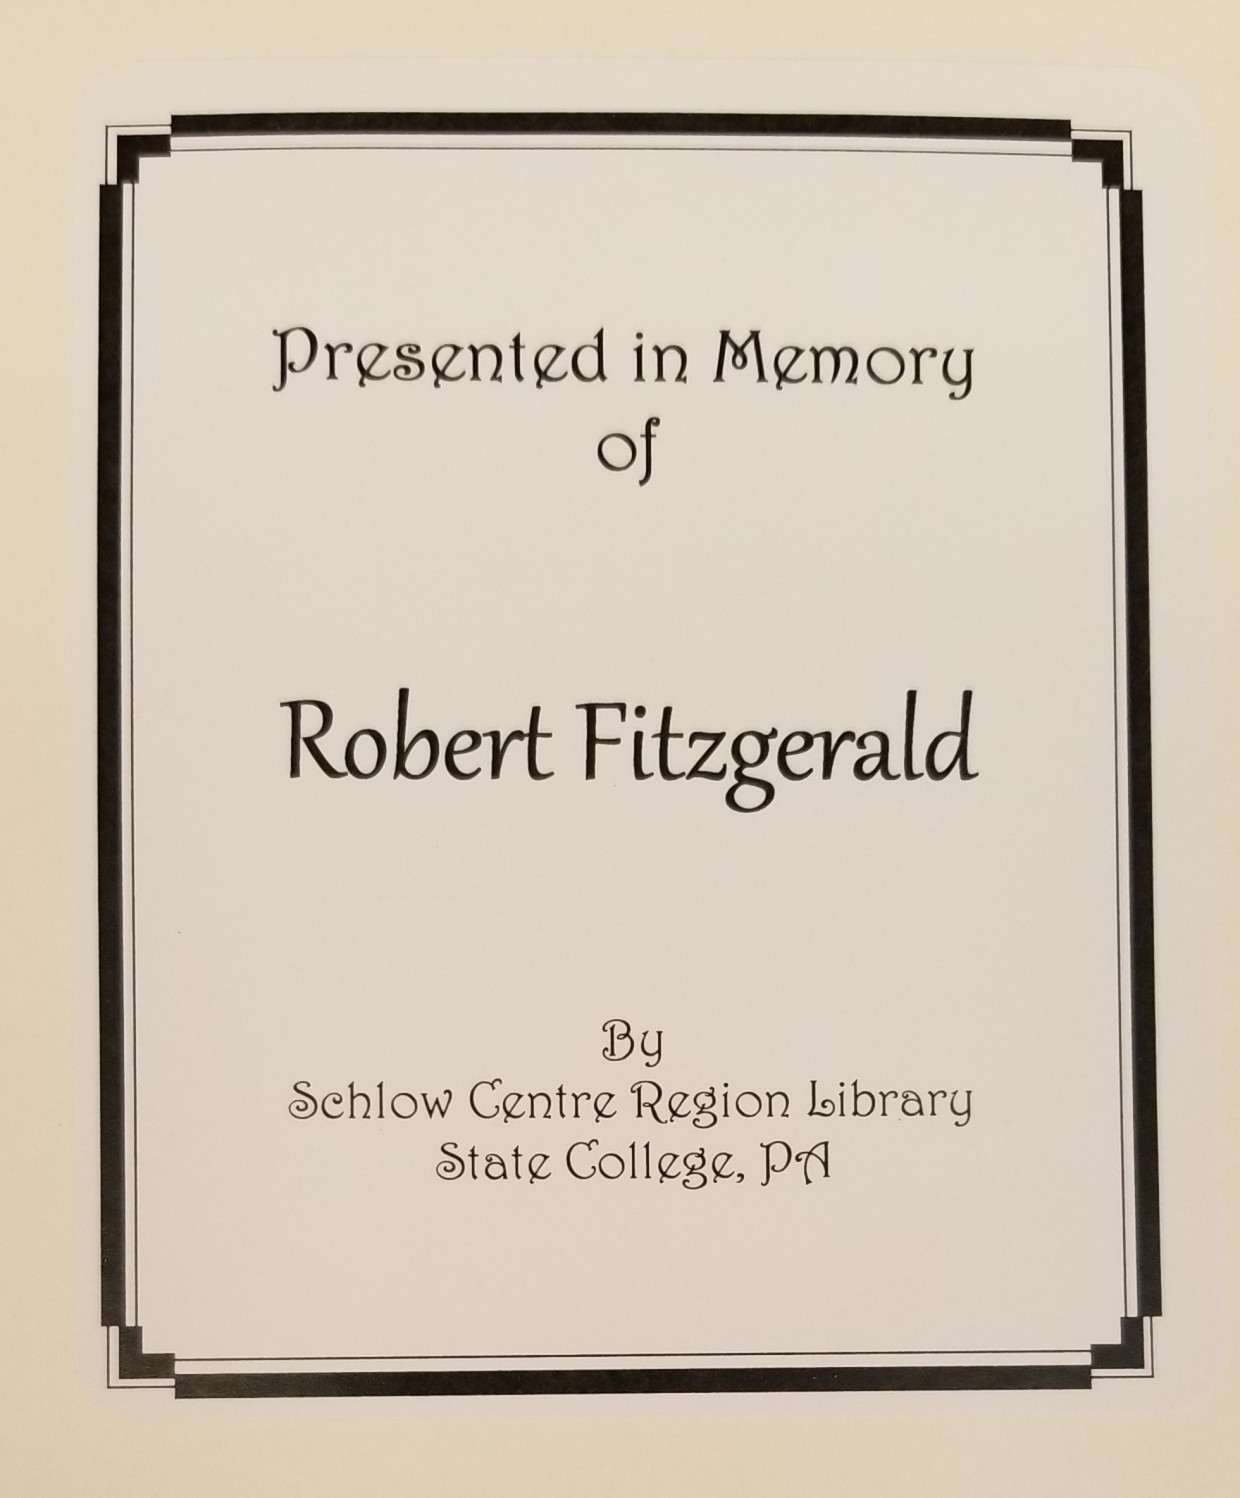 Presented in Memory
of
Robert Fitzgerald
By
Schlow Centre Region Library
State College, PA